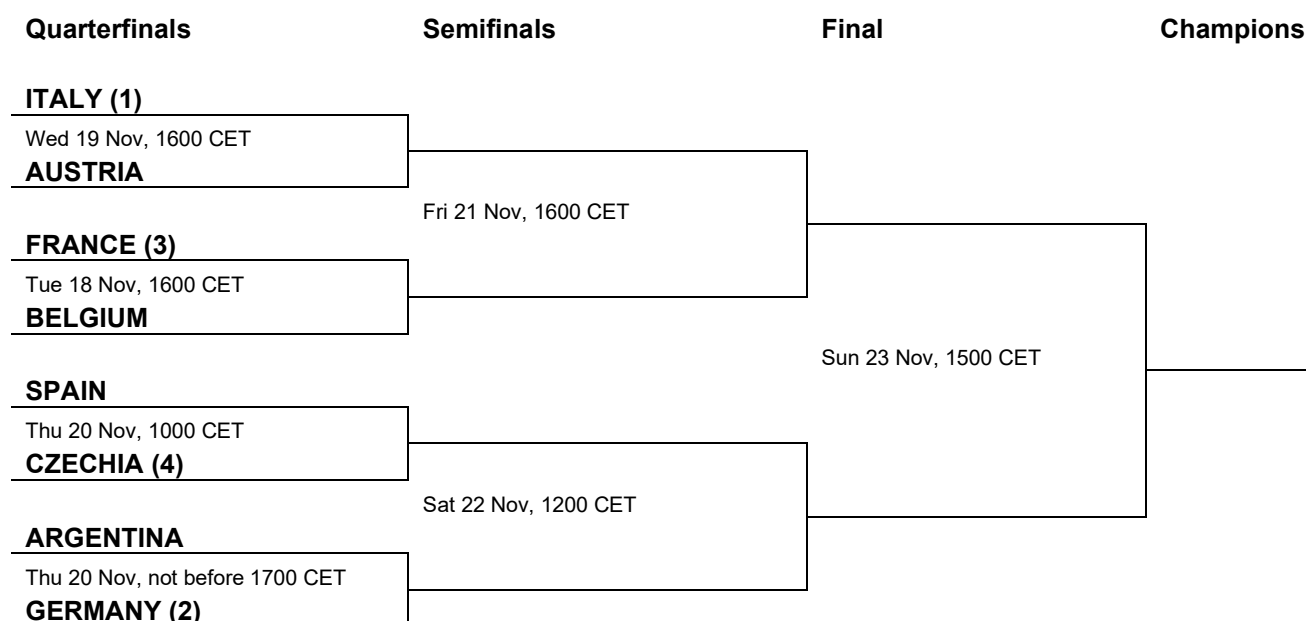 Quarterfinals Semifinals Final Champions
ITALY (1)
Wed 19 Nov, 1600 CET
AUSTRIA
Fri 21 Nov, 1600 CET
FRANCE (3)
Tue 18 Nov, 1600 CET
BELGIUM
Sun 23 Nov, 1500 CET
SPAIN
Thu 20 Nov, 1000 CET
CZECHIA (4)
Sat 22 Nov, 1200 CET
ARGENTINA
Thu 20 Nov, not before 1700 CET
GERMANY (2)